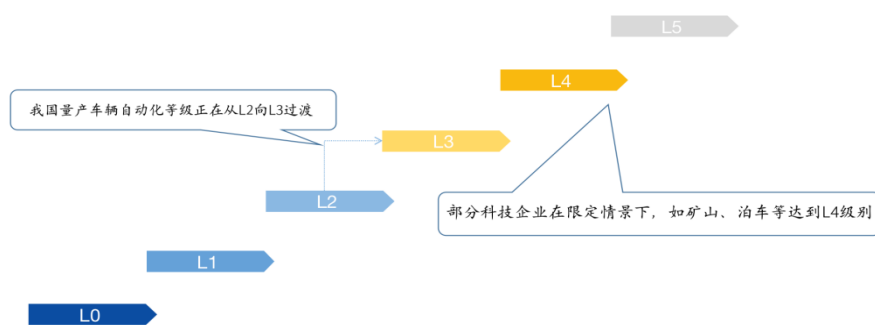 L5
L4
我国量产车辆自动化等级正在从L2向L3过渡
L3
L2
部分科技企业在限定情景下，如矿山、泊车等达到L4级别
L1
L0